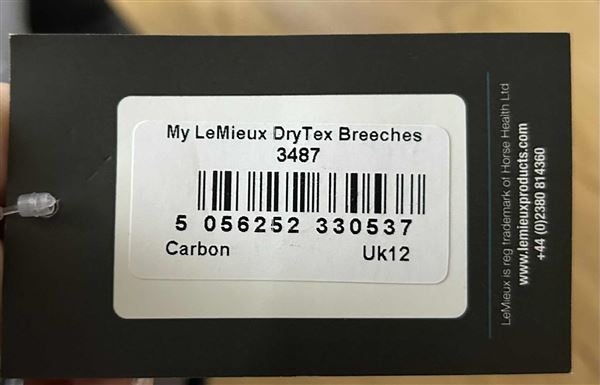 My LeMieux DryTex Breeches
3487
5 056252 330537
Carbon
Uk12
LeMieux is reg trademark of Horse Health Ltd
www.lemieuxproducts.com
+44 (0)2380 814360